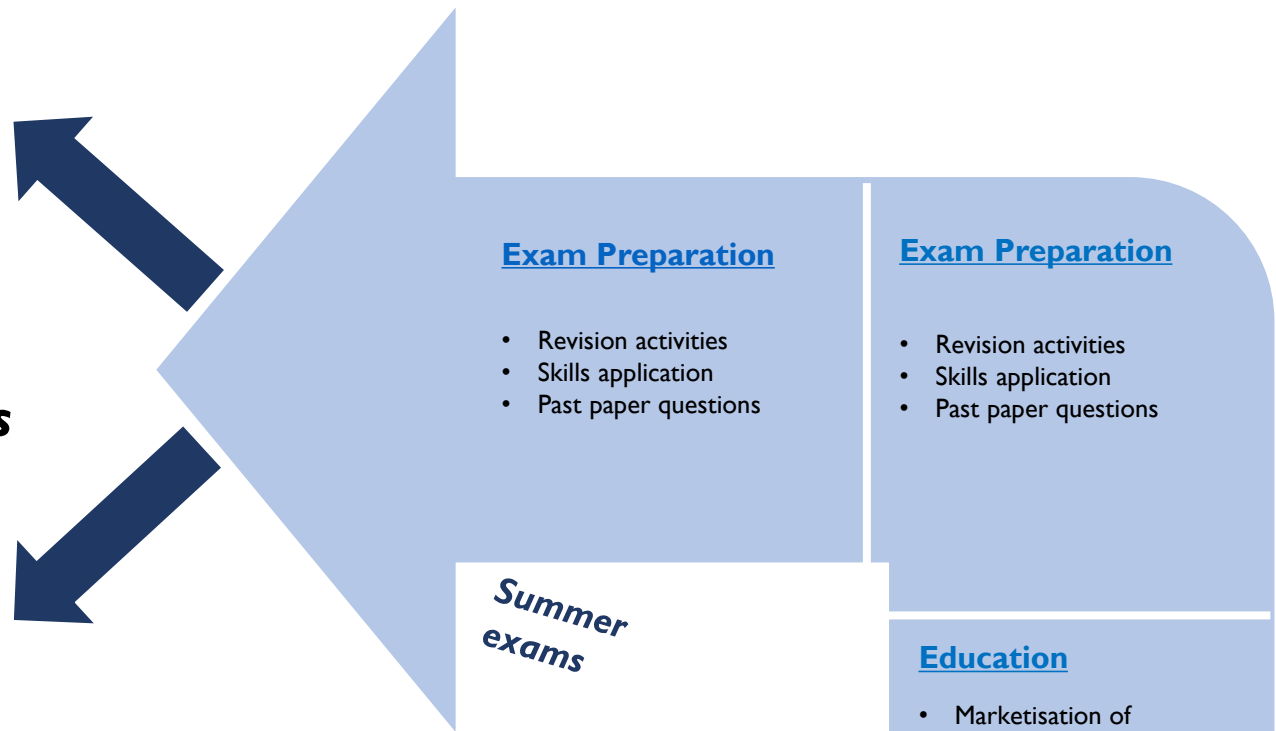 Exam Preparation
• Revision activities
• Skills application
• Past paper questions
Exam Preparation
• Revision activities
• Skills application
• Past paper questions
s
Summer
exams
Education
• Marketisation of